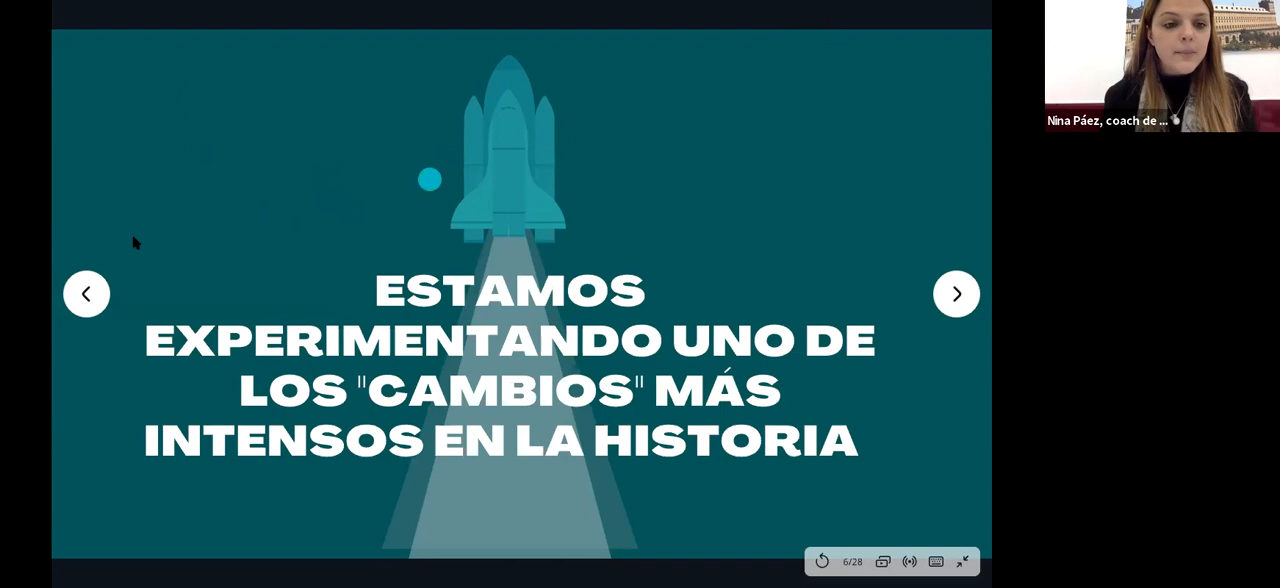 Nina Páez, coach de ...
ESTAMOS
EXPERIMENTANDO UNO DE
LOS "CAMBIOS" MÁS
INTENSOS EN LA HISTORIA
6/28